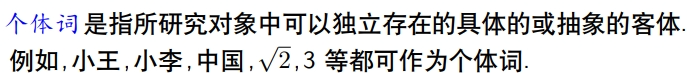 个体词是指所研究对象中可以独立存在的具体的或抽象的客体.
例如,小王,小李,中国,√2,3 等都可作为个体词.